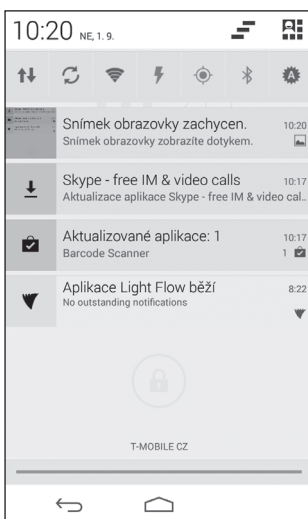 10:20 NE, 1. 9.
Snímek obrazovky zachycen. 10:20
Snímek obrazovky zobrazíte dotykem.
Skype - free IM & video calls 10:17
Aktualizace aplikace Skype - free IM & video cal..
Aktualizované aplikace: 1 10:17
Barcode Scanner 1
Aplikace Light Flow běží 8:22
No outstanding notifications
T-MOBILE CZ